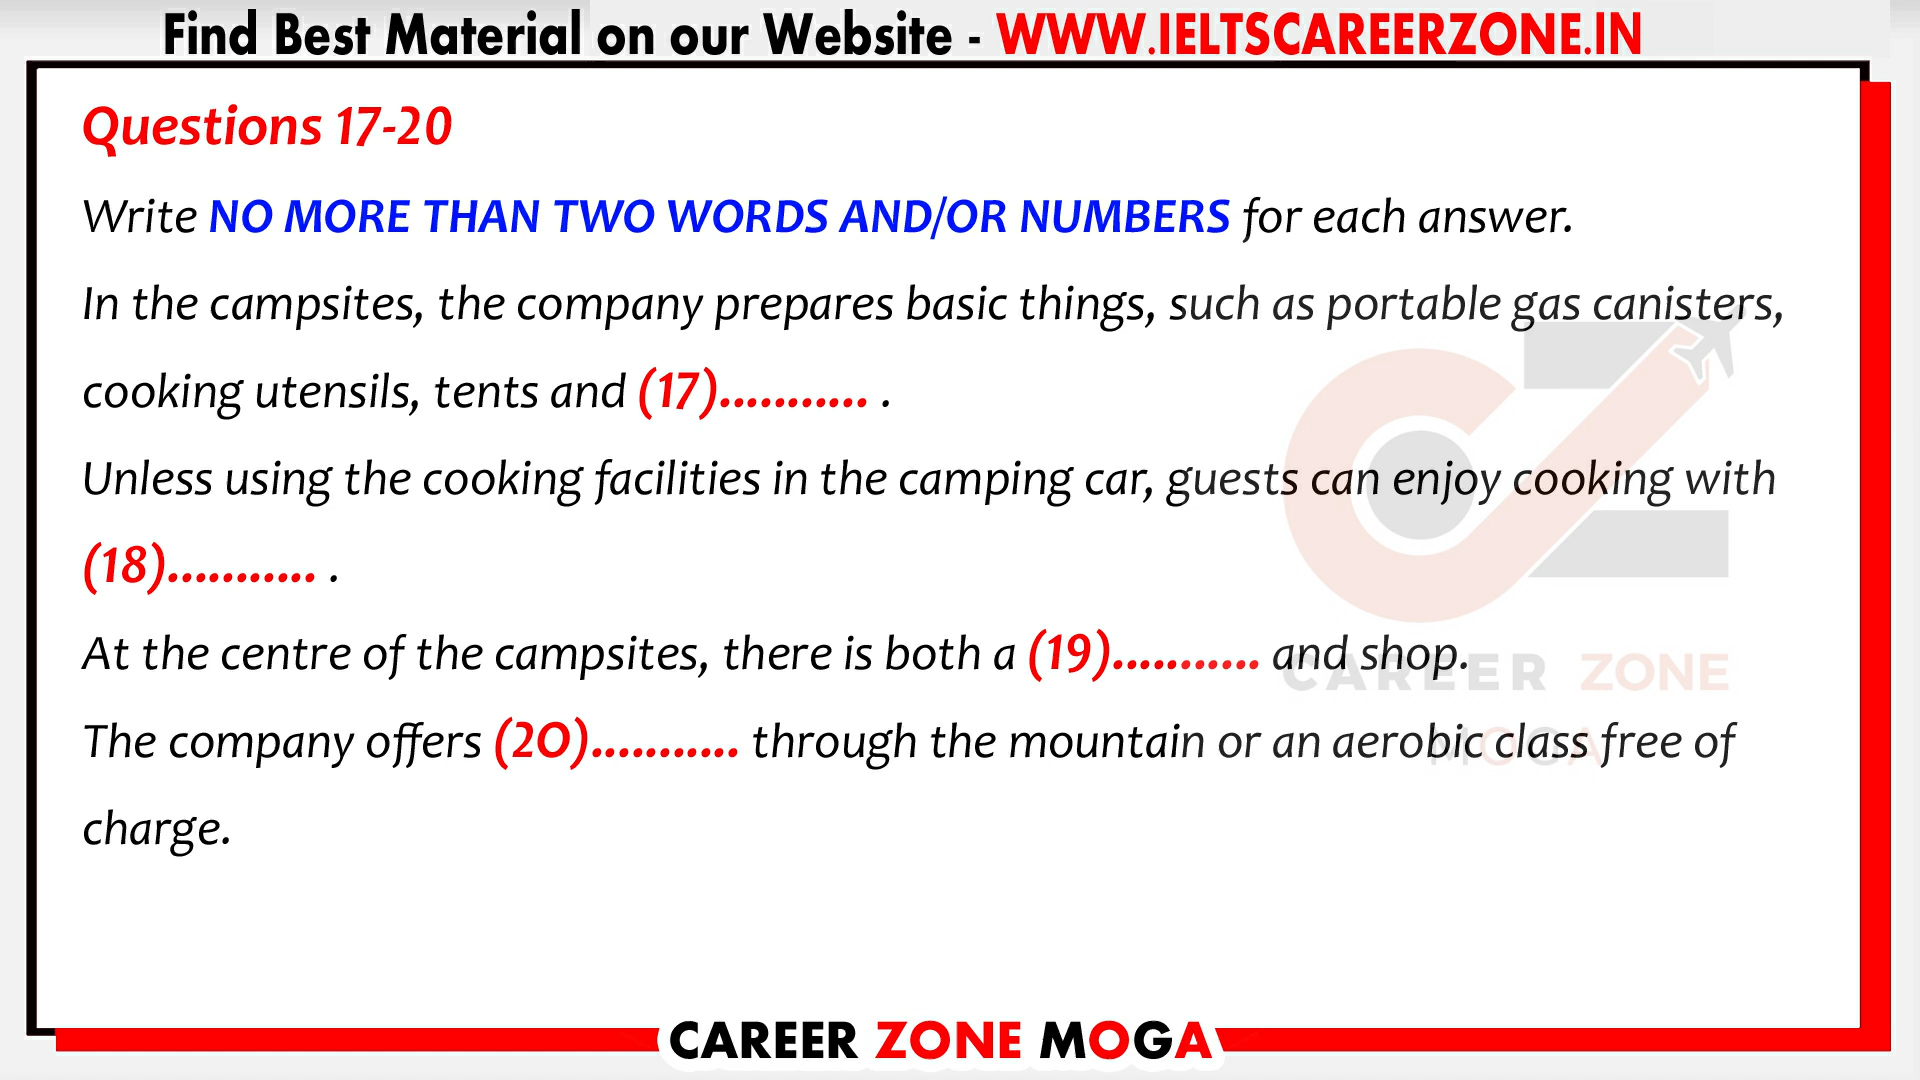 Find Best Material on our Website - WWW.IELTSCAREERZONE.IN
Questions 17-20
Write NO MORE THAN TWO WORDS AND/OR NUMBERS for each answer.
In the campsites, the company prepares basic things, such as portable gas canisters,
cooking utensils, tents and (17)........... .
Unless using the cooking facilities in the camping car, guests can enjoy cooking with
(18)........... .
At the centre of the campsites, there is both a (19)........... and shop.
CAREER ZONE
The company offers (20)........... through the mountain or an aerobic class free of
MOGA
charge.
CAREER ZONE MOGA